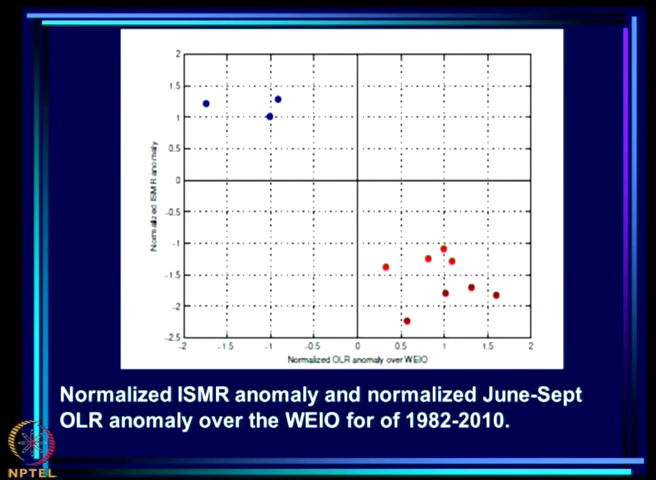 2
1.5
1
0.5
0
-0.5
-1
-1.5
-2
-2.5
Normalized ISMR anomaly
-2 -1.5 -1 -0.5 0 0.5 1 1.5 2
Normalized OLR anomaly over WEIO
Normalized ISMR anomaly and normalized June-Sept
OLR anomaly over the WEIO for of 1982-2010.
NPTEL